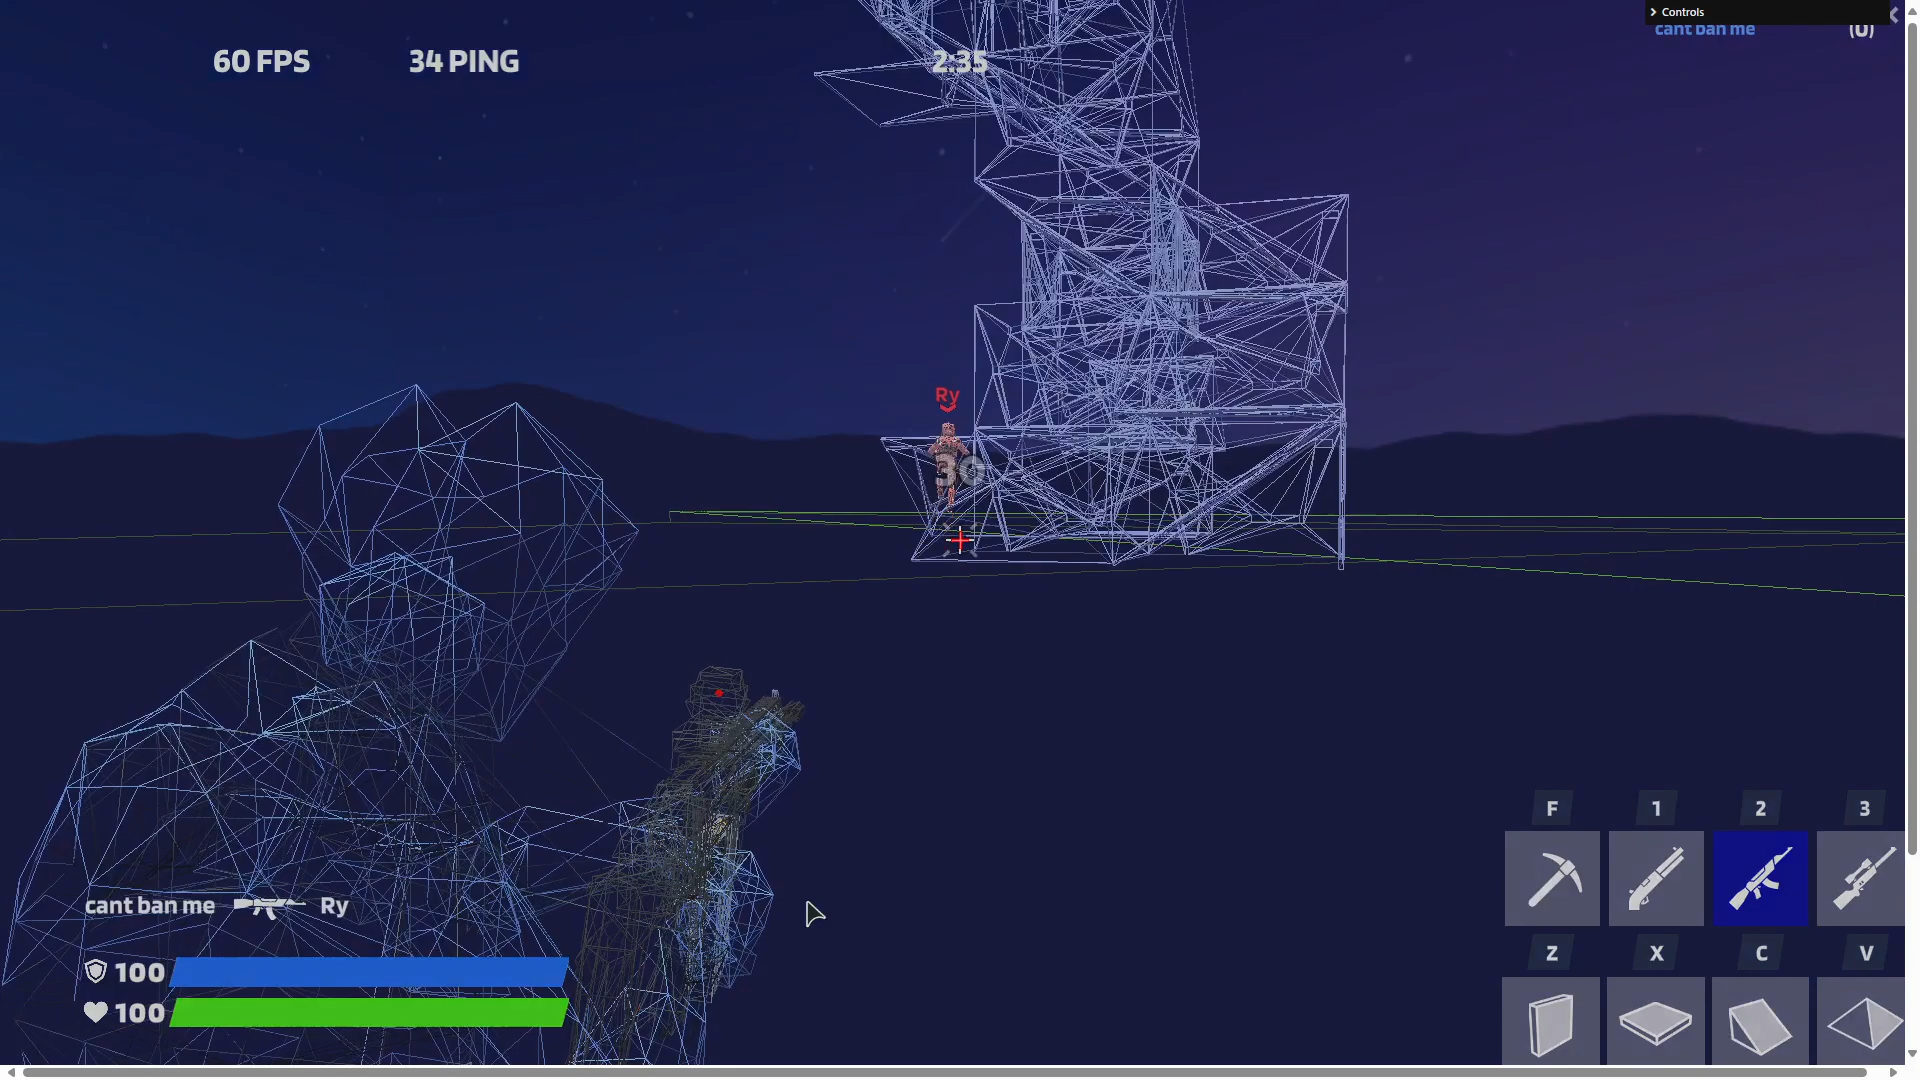 Controls
cant ban me
(0)
60 FPS
34 PING
2:35
Ry
30
F
1
2
3
cant ban me Ry
100
100
Z
X
C
V